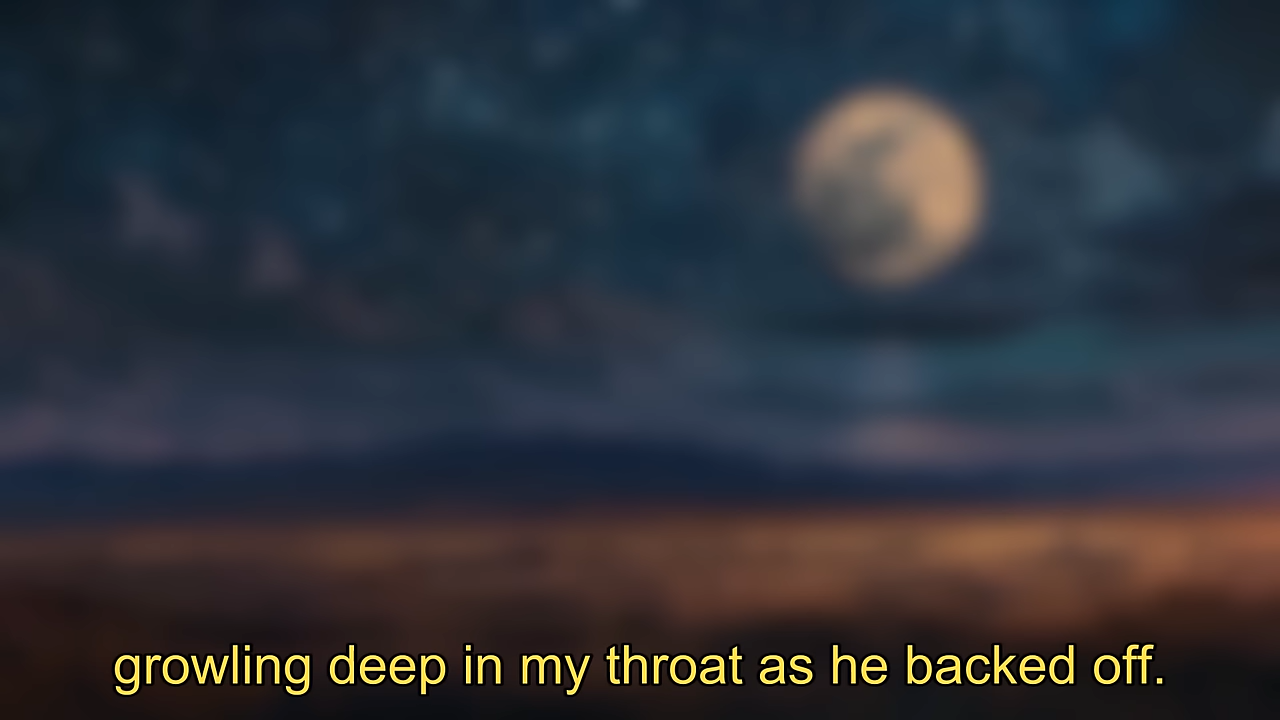 growling deep in my throat as he backed off.